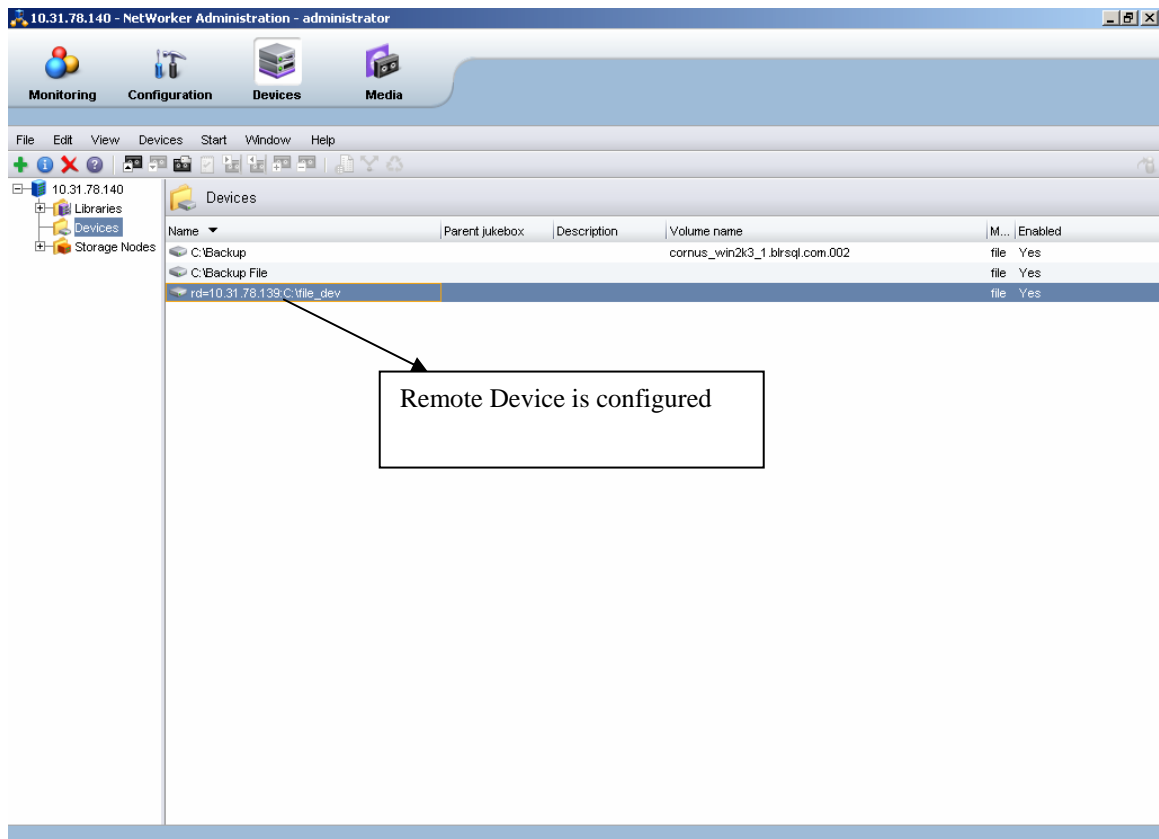 10.31.78.140 - NetWorker Administration - administrator
Monitoring Configuration Devices Media
File Edit View Devices Start Window Help
10.31.78.140
Libraries
Devices
Storage Nodes
Devices
Name Parent jukebox Description Volume name M... Enabled
C:\Backup cornus_win2k3_1.blrsql.com.002 file Yes
C:\Backup File file Yes
rd=10.31.78.139:C:\file_dev file Yes
Remote Device is configured